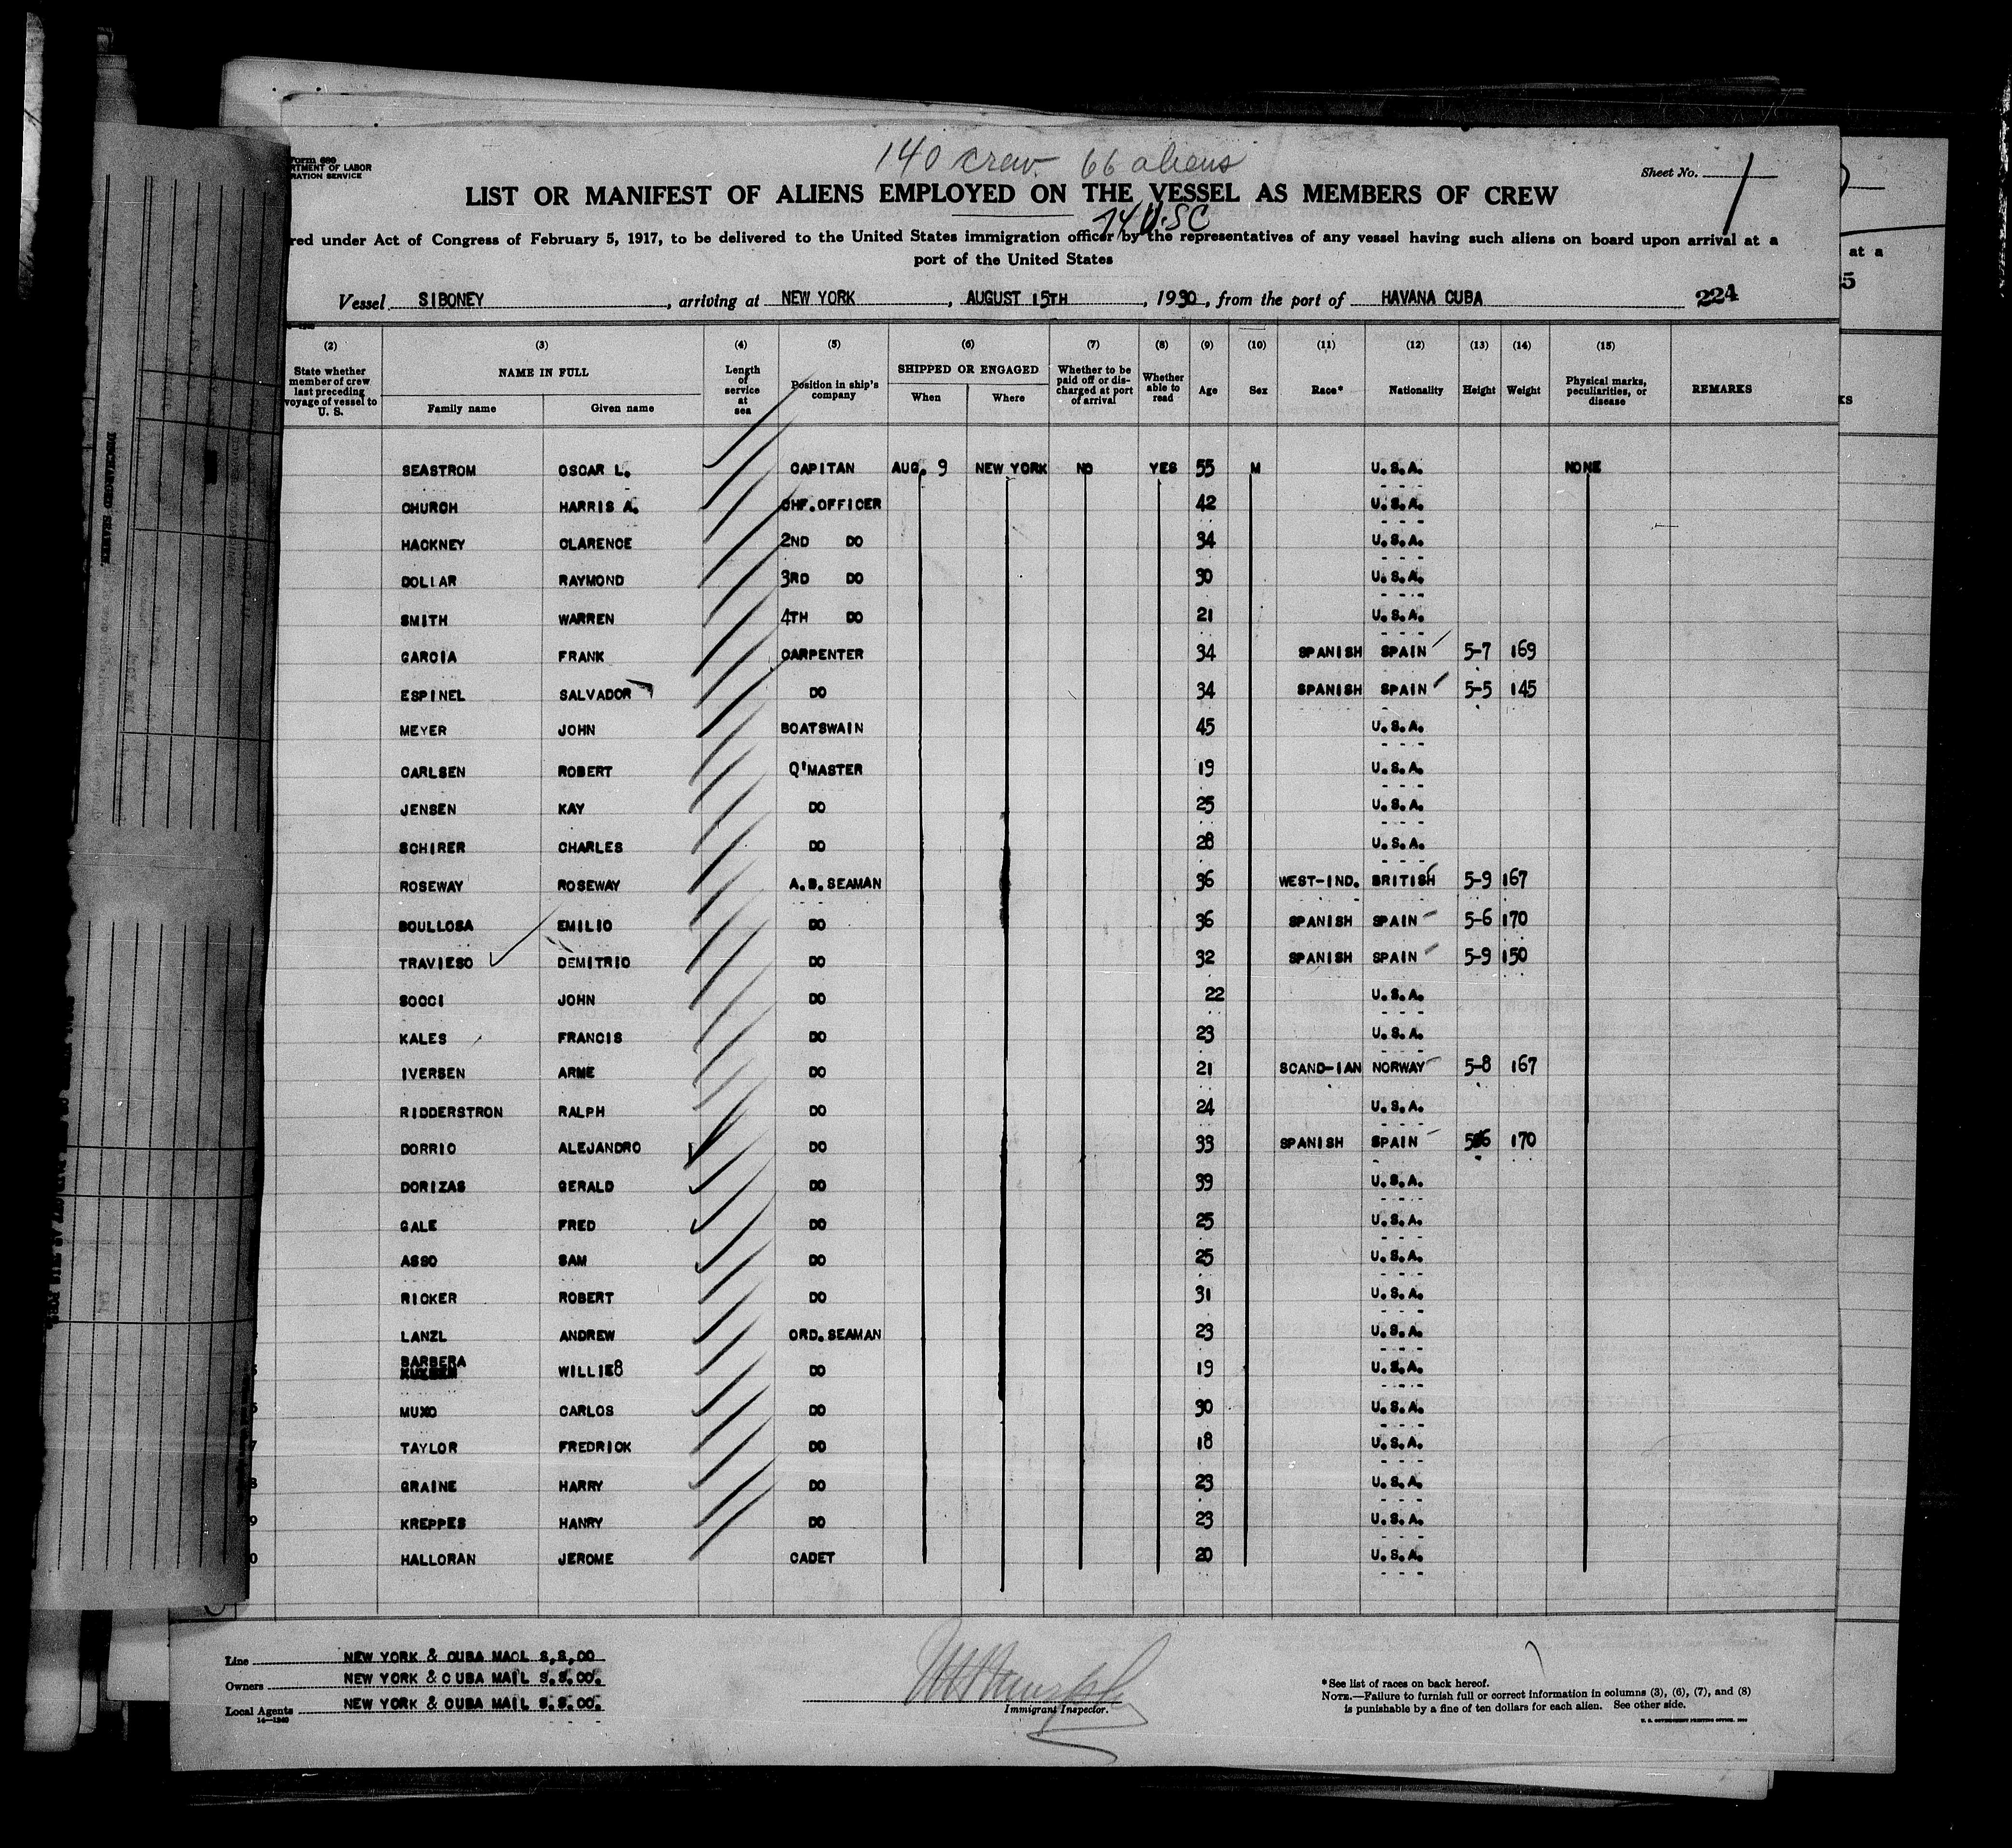 140 crew. 66 aliens
Form 680
RTMENT OF LABOR
RATION SERVICE
Sheet No. 1
LIST OR MANIFEST OF ALIENS EMPLOYED ON THE VESSEL AS MEMBERS OF CREW
74 U.S.C
red under Act of Congress of February 5, 1917, to be delivered to the United States immigration officer by the representatives of any vessel having such aliens on board upon arrival at a
port of the United States
Vessel SIBONEY, arriving at NEW YORK, AUGUST 15TH, 1930, from the port of HAVANA CUBA 224
(2) (3) (4) (5) (6) (7) (8) (9) (10) (11) (12) (13) (14) (15)
State whether member of crew last preceding voyage of vessel to U. S. NAME IN FULL Family name Given name Length of service at sea Position in ship's company SHIPPED OR ENGAGED When Where Whether to be paid off or discharged at port of arrival Whether able to read Age Sex Race* Nationality Height Weight Physical marks, peculiarities, or disease REMARKS
SEASTROM OSCAR L. CAPITAN AUG. 9 NEW YORK NO YES 55 M U.S.A. NONE
CHURCH HARRIS A. CHF.OFFICER 42 U.S.A.
HACKNEY CLARENCE 2ND DO 34 U.S.A.
DOLIAR RAYMOND 3RD DO 30 U.S.A.
SMITH WARREN 4TH DO 21 U.S.A.
GARCIA FRANK CARPENTER 34 SPANISH SPAIN 5-7 169
ESPINEL SALVADOR DO 34 SPANISH SPAIN 5-5 145
MEYER JOHN BOATSWAIN 45 U.S.A.
CARLSEN ROBERT Q'MASTER 19 U.S.A.
JENSEN KAY DO 25 U.S.A.
SCHIRER CHARLES DO 28 U.S.A.
ROSEWAY ROSEWAY A.B.SEAMAN 36 WEST-IND. BRITISH 5-9 167
BOULLOSA EMILIO DO 36 SPANISH SPAIN 5-6 170
TRAVIESO DEMITRIO DO 32 SPANISH SPAIN 5-9 150
SOCCI JOHN DO 22 U.S.A.
KALES FRANCIS DO 23 U.S.A.
IVERSEN ARME DO 21 SCAND-IAN NORWAY 5-8 167
RIDDERSTRON RALPH DO 24 U.S.A.
DORRIO ALEJANDRO DO 33 SPANISH SPAIN 5-6 170
DORIZAS GERALD DO 39 U.S.A.
GALE FRED DO 25 U.S.A.
ASSO SAM DO 25 U.S.A.
RICKER ROBERT DO 31 U.S.A.
LANZL ANDREW ORD.SEAMAN 23 U.S.A.
BARBERA WILLIE8 DO 19 U.S.A.
MUXO CARLOS DO 30 U.S.A.
TAYLOR FREDRICK DO 18 U.S.A.
GRAINE HARRY DO 23 U.S.A.
KREPPES HANRY DO 23 U.S.A.
HALLORAN JEROME CADET 20 U.S.A.
Line NEW YORK & CUBA MAOL S,S,CO
Owners NEW YORK & CUBA MAIL S.S.CO.
Local Agents NEW YORK & CUBA MAIL S.S.CO.
14—1240
Immigrant Inspector.
*See list of races on back hereof.
NOTE.—Failure to furnish full or correct information in columns (3), (6), (7), and (8)
is punishable by a fine of ten dollars for each alien. See other side.